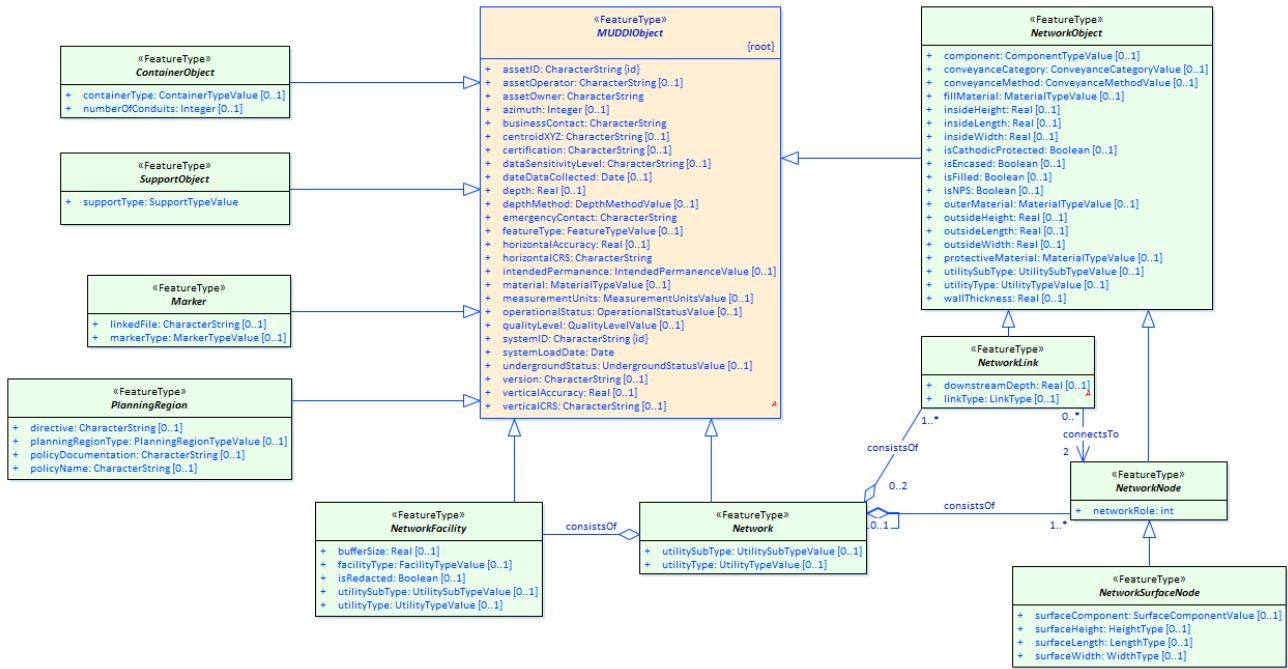 «FeatureType»
MUDDIObject
{root}
+ assetID: CharacterString {id}
+ assetOperator: CharacterString [0..1]
+ assetOwner: CharacterString
+ azimuth: Integer [0..1]
+ businessContact: CharacterString
+ centroidXYZ: CharacterString [0..1]
+ certification: CharacterString [0..1]
+ dataSensitivityLevel: CharacterString [0..1]
+ dateDataCollected: Date [0..1]
+ depth: Real [0..1]
+ depthMethod: DepthMethodValue [0..1]
+ emergencyContact: CharacterString
+ featureType: FeatureTypeValue [0..1]
+ horizontalAccuracy: Real [0..1]
+ horizontalCRS: CharacterString
+ intendedPermanence: IntendedPermanenceValue [0..1]
+ material: MaterialTypeValue [0..1]
+ measurementUnits: MeasurementUnitsValue [0..1]
+ operationalStatus: OperationalStatusValue [0..1]
+ qualityLevel: QualityLevelValue [0..1]
+ systemID: CharacterString {id}
+ systemLoadDate: Date
+ undergroundStatus: UndergroundStatusValue [0..1]
+ version: CharacterString [0..1]
+ verticalAccuracy: Real [0..1]
+ verticalCRS: CharacterString [0..1]
A
«FeatureType»
NetworkObject
+ component: ComponentTypeValue [0..1]
+ conveyanceCategory: ConveyanceCategoryValue [0..1]
+ conveyanceMethod: ConveyanceMethodValue [0..1]
+ fillMaterial: MaterialTypeValue [0..1]
+ insideHeight: Real [0..1]
+ insideLength: Real [0..1]
+ insideWidth: Real [0..1]
+ isCathodicProtected: Boolean [0..1]
+ isEncased: Boolean [0..1]
+ isFilled: Boolean [0..1]
+ isNPS: Boolean [0..1]
+ outerMaterial: MaterialTypeValue [0..1]
+ outsideHeight: Real [0..1]
+ outsideLength: Real [0..1]
+ outsideWidth: Real [0..1]
+ protectiveMaterial: MaterialTypeValue [0..1]
+ utilitySubType: UtilitySubTypeValue [0..1]
+ utilityType: UtilityTypeValue [0..1]
+ wallThickness: Real [0..1]
«FeatureType»
ContainerObject
+ containerType: ContainerTypeValue [0..1]
+ numberOfConduits: Integer [0..1]
«FeatureType»
SupportObject
+ supportType: SupportTypeValue
«FeatureType»
Marker
+ linkedFile: CharacterString [0..1]
+ markerType: MarkerTypeValue [0..1]
«FeatureType»
PlanningRegion
+ directive: CharacterString [0..1]
+ planningRegionType: PlanningRegionTypeValue [0..1]
+ policyDocumentation: CharacterString [0..1]
+ policyName: CharacterString [0..1]
«FeatureType»
NetworkLink
+ downstreamDepth: Real [0..1]
+ linkType: LinkType [0..1]
A
1..*
0..*
consistsOf
connectsTo
0..2
2
«FeatureType»
NetworkNode
+ networkRole: int
«FeatureType»
NetworkFacility
+ bufferSize: Real [0..1]
+ facilityType: FacilityTypeValue [0..1]
+ isRedacted: Boolean [0..1]
+ utilitySubType: UtilitySubTypeValue [0..1]
+ utilityType: UtilityTypeValue [0..1]
consistsOf
«FeatureType»
Network
+ utilitySubType: UtilitySubTypeValue [0..1]
+ utilityType: UtilityTypeValue [0..1]
consistsOf
0..1
1..*
«FeatureType»
NetworkSurfaceNode
+ surfaceComponent: SurfaceComponentValue [0..1]
+ surfaceHeight: HeightType [0..1]
+ surfaceLength: LengthType [0..1]
+ surfaceWidth: WidthType [0..1]